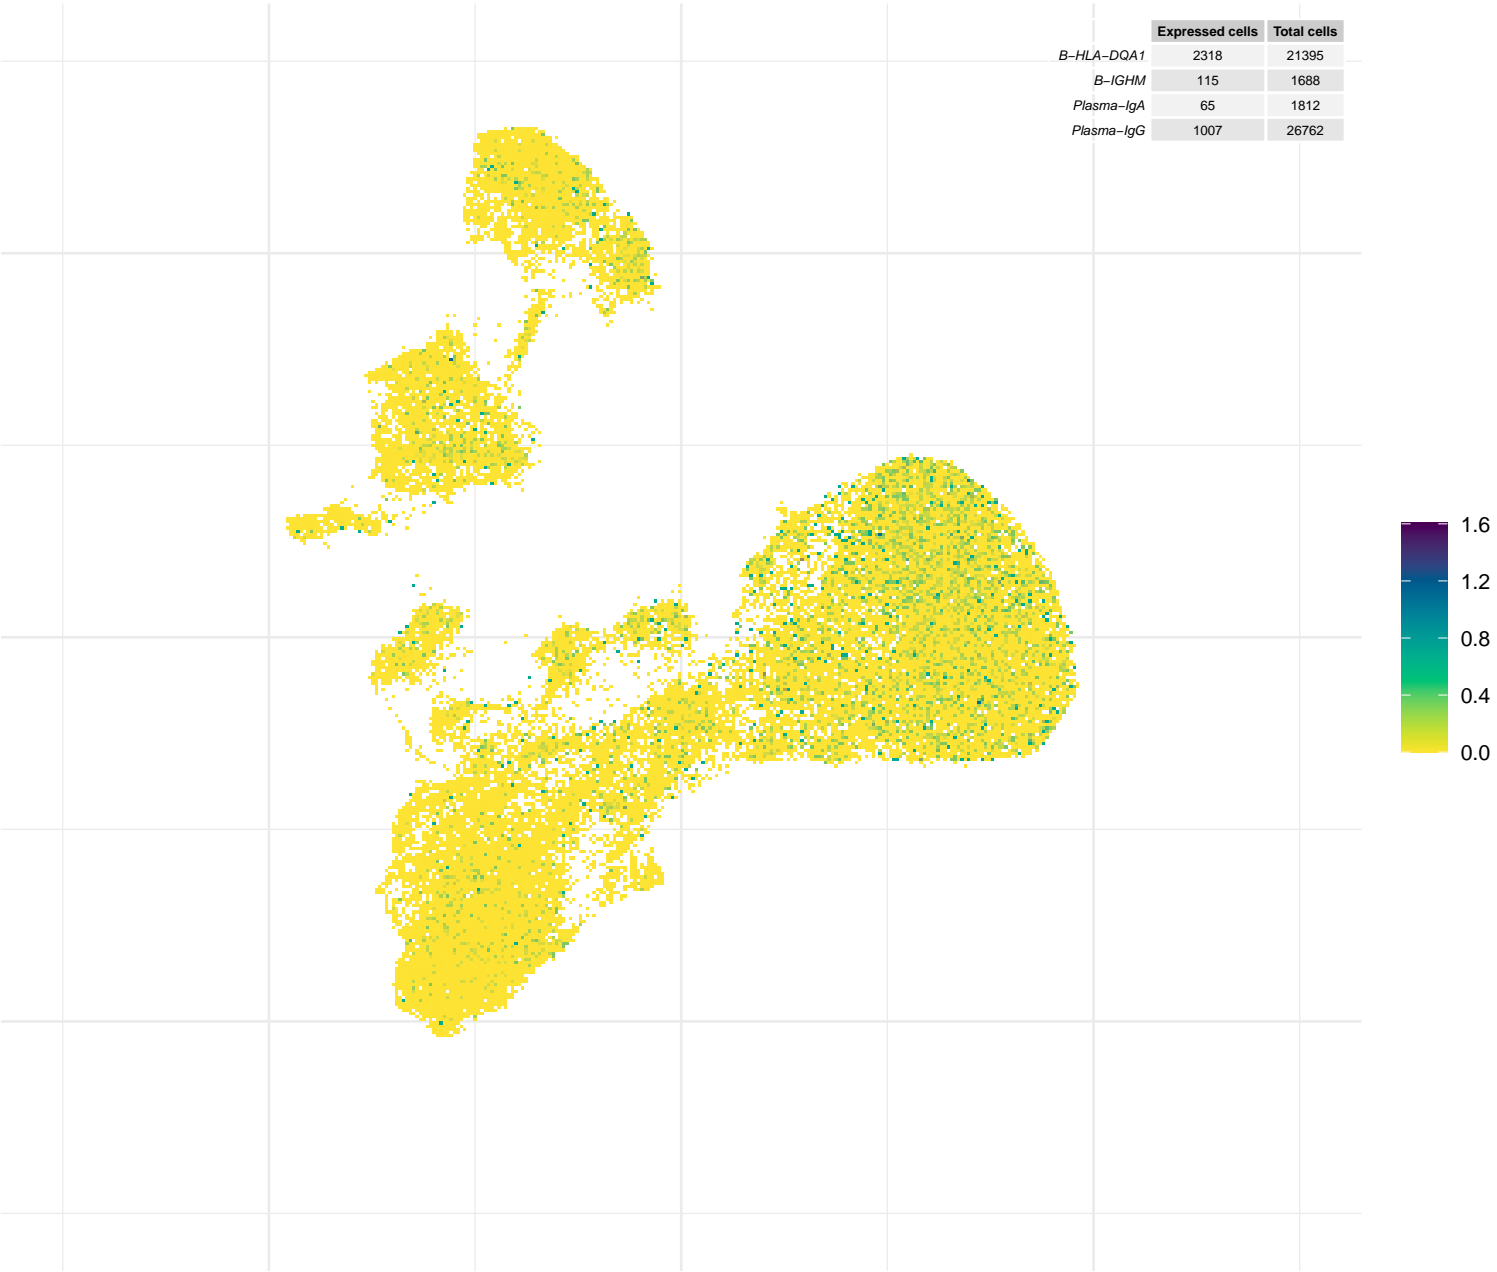 Expressed cells Total cells
B−HLA−DQA1 2318 21395
B−IGHM 115 1688
Plasma−IgA 65 1812
Plasma−IgG 1007 26762
1.6
1.2
0.8
0.4
0.0